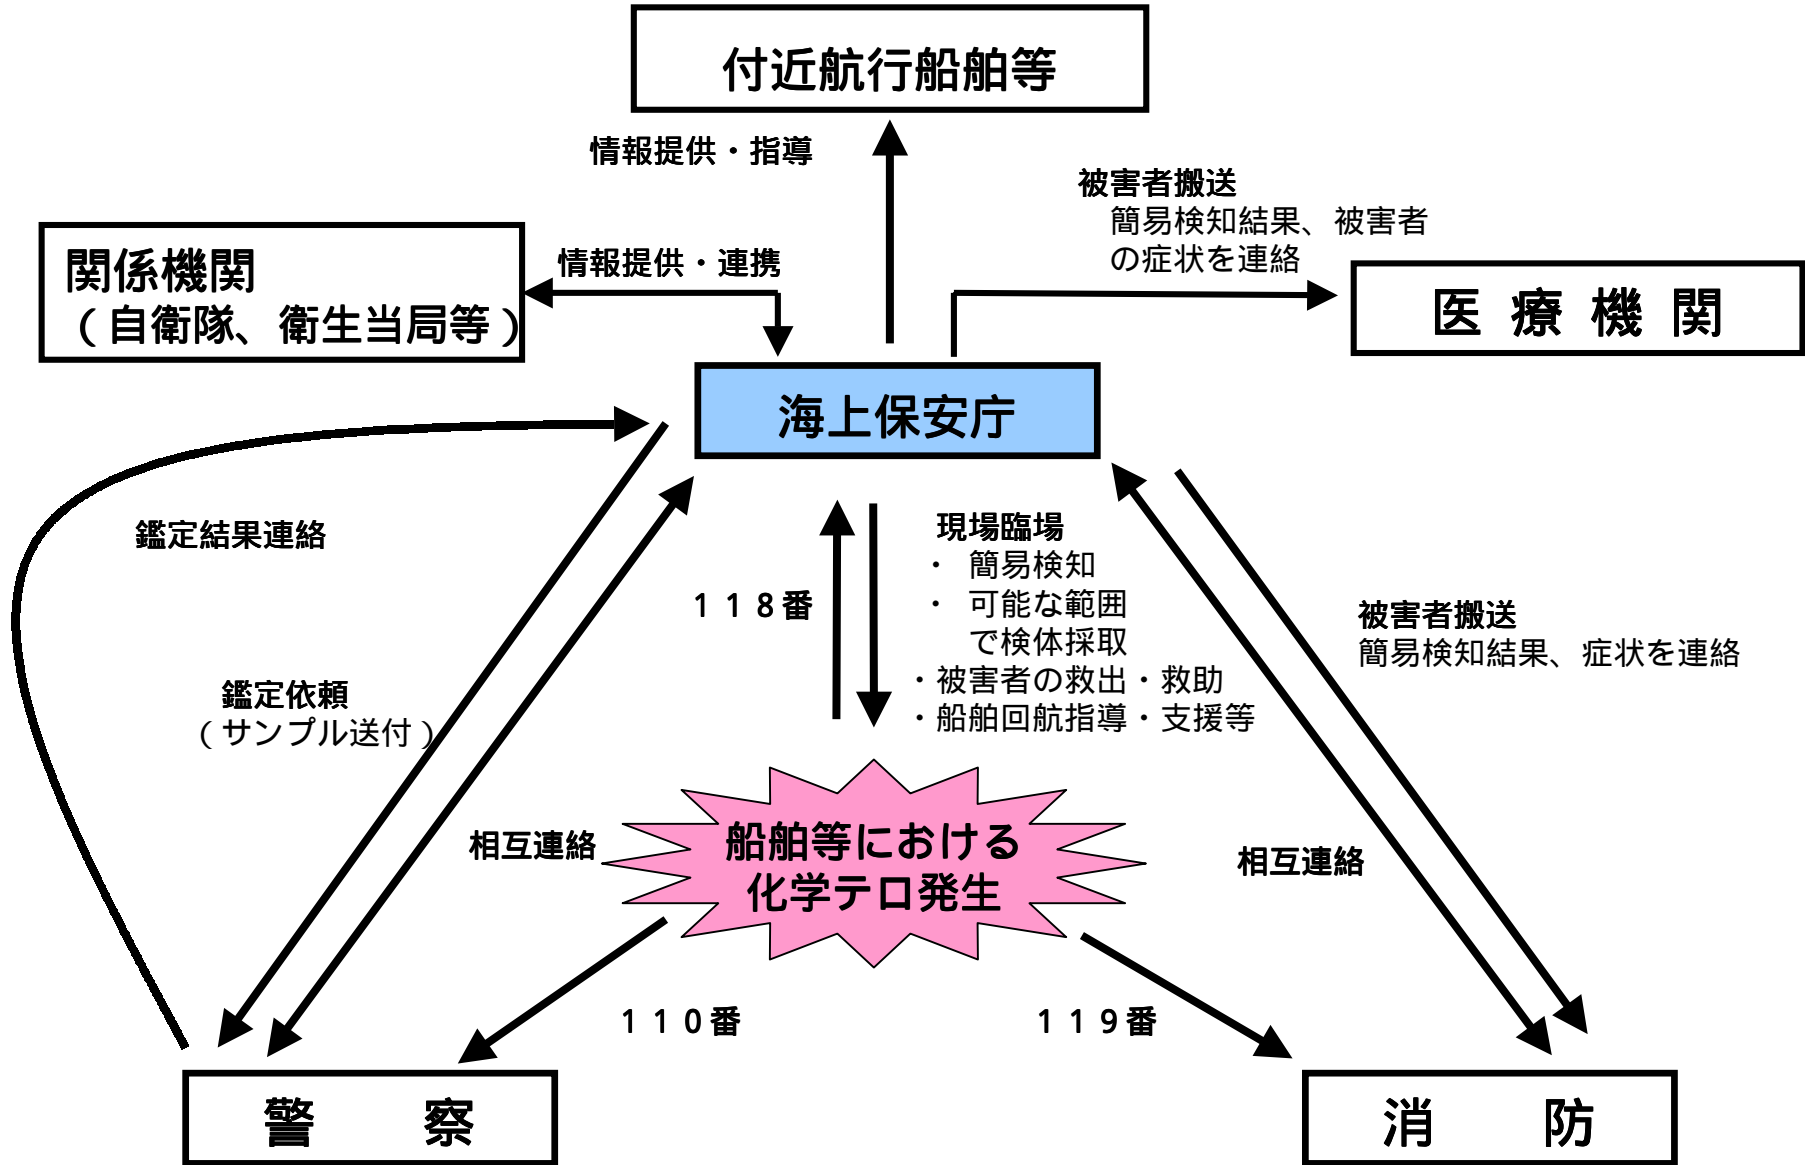 付近航行船舶等
情報提供・指導
被害者搬送
簡易検知結果、被害者
の症状を連絡
関係機関
（自衛隊、衛生当局等）
情報提供・連携
医療機関
海上保安庁
鑑定結果連絡
現場臨場
・ 簡易検知
・ 可能な範囲
で検体採取
・被害者の救出・救助
・船舶回航指導・支援等
１１８番
被害者搬送
簡易検知結果、症状を連絡
鑑定依頼
（サンプル送付）
相互連絡
船舶等における
化学テロ発生
相互連絡
１１０番
１１９番
警　　察
消　　防